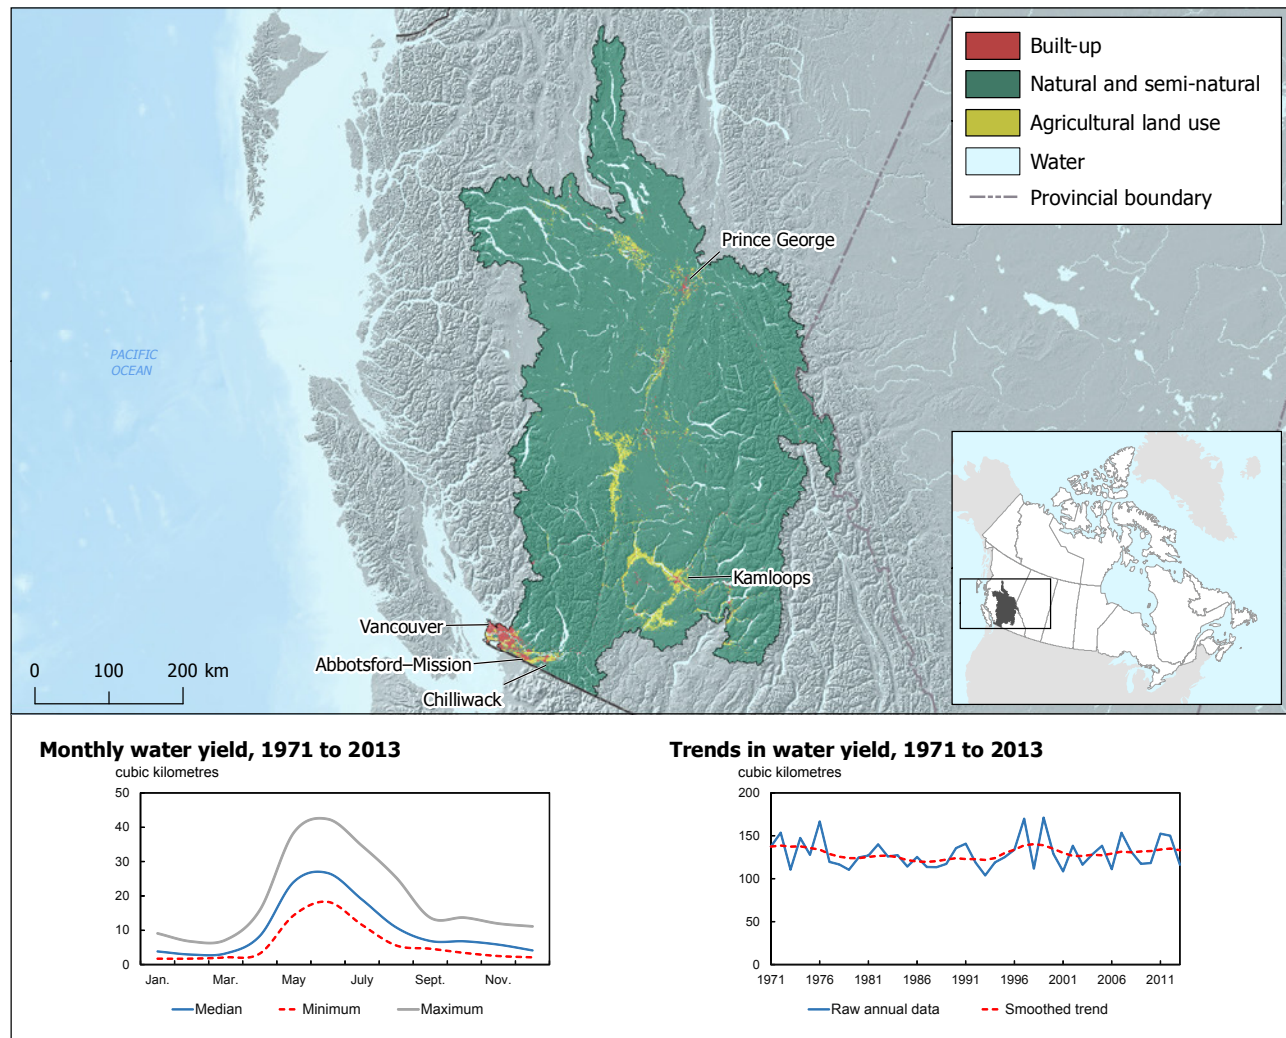 Built-up
Natural and semi-natural
Agricultural land use
Water
Provincial boundary
Prince George
PACIFIC
OCEAN
Kamloops
Vancouver
Abbotsford–Mission
Chilliwack
0 100 200 km
Monthly water yield, 1971 to 2013
cubic kilometres
50
40
30
20
10
0
Jan. Mar. May July Sept. Nov.
Median Minimum Maximum
Trends in water yield, 1971 to 2013
cubic kilometres
200
150
100
50
0
1971 1976 1981 1986 1991 1996 2001 2006 2011
Raw annual data Smoothed trend